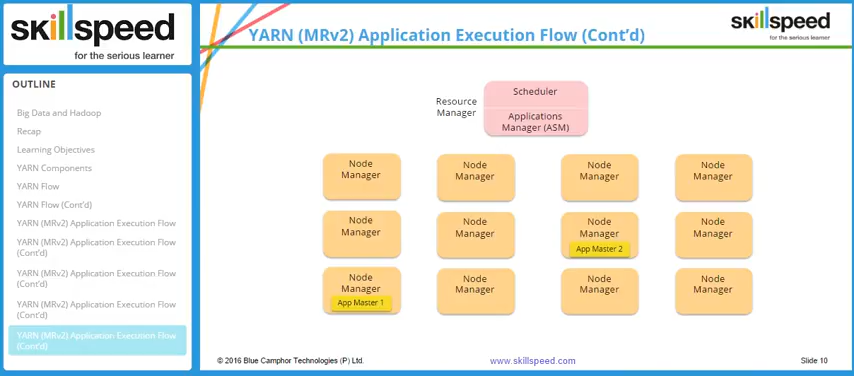 skillspeed
for the serious learner
OUTLINE
Big Data and Hadoop
Recap
Learning Objectives
YARN Components
YARN Flow
YARN Flow (Cont'd)
YARN (MRv2) Application Execution Flow
YARN (MRv2) Application Execution Flow
(Cont'd)
YARN (MRv2) Application Execution Flow
(Cont'd)
YARN (MRv2) Application Execution Flow
(Cont'd)
YARN (MRv2) Application Execution Flow
(Cont'd)
YARN (MRv2) Application Execution Flow (Cont'd)
skillspeed
for the serious learner
Resource
Manager
Scheduler
Applications
Manager (ASM)
Node
Manager
Node
Manager
Node
Manager
Node
Manager
Node
Manager
Node
Manager
Node
Manager
App Master 2
Node
Manager
Node
Manager
App Master 1
Node
Manager
Node
Manager
Node
Manager
© 2016 Blue Camphor Technologies (P) Ltd.
www.skillspeed.com
Slide 10